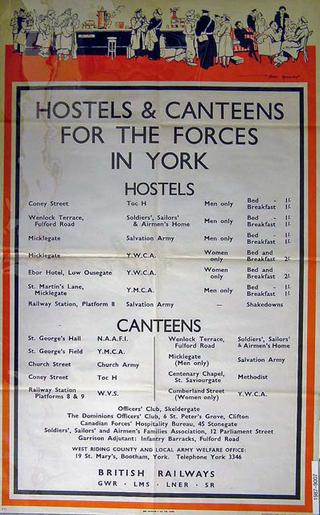 HOSTELS & CANTEENS
FOR THE FORCES
IN YORK
HOSTELS
Coney Street Toc H Men only Bed - 1/-
Breakfast 1/-
Wenlock Terrace, Soldiers', Sailors' Men only Bed - 1/-
Fulford Road & Airmen's Home Breakfast 1/-
Micklegate Salvation Army Men only Bed - 1/-
Breakfast 1/-
Micklegate Y.W.C.A. Women Bed and
only Breakfast 2/-
Ebor Hotel, Low Ousegate Y.W.C.A. Women Bed and
only Breakfast 2/-
St. Martin's Lane, Y.M.C.A. Men only Bed - 1/-
Micklegate Breakfast 1/-
Railway Station, Platform 8 Salvation Army — Shakedowns
CANTEENS
St. George's Hall N.A.A.F.I.
St. George's Field Y.M.C.A.
Church Street Church Army
Coney Street Toc H
Railway Station W.V.S.
Platforms 8 & 9
Wenlock Terrace, Soldiers', Sailors'
Fulford Road & Airmen's Home
Micklegate Salvation Army
(Men only)
Centenary Chapel, Methodist
St. Saviourgate
Cumberland Street Y.W.C.A.
(Women only)
Officers' Club, Skeldergate
The Dominions Officers' Club, 6 St. Peter's Grove, Clifton
Canadian Forces' Hospitality Bureau, 45 Stonegate
Soldiers', Sailors' and Airmen's Families Association, 12 Parliament Street
Garrison Adjutant: Infantry Barracks, Fulford Road
WEST RIDING COUNTY AND LOCAL ARMY WELFARE OFFICE:
19 St. Mary's, Bootham, York. Telephone York 3346
BRITISH RAILWAYS
GWR · LMS · LNER · SR